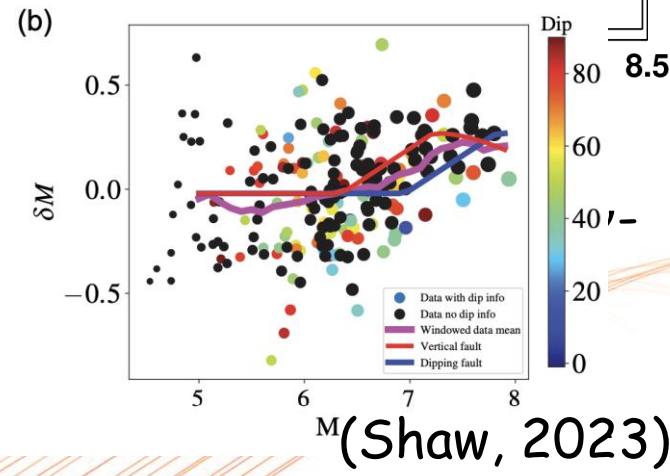 (b)
Dip
8.5
80
60
40
20
0
0.5
0.0
−0.5
δM
5
6
7
8
M
Data with dip info
Data no dip info
Windowed data mean
Vertical fault
Dipping fault
(Shaw, 2023)